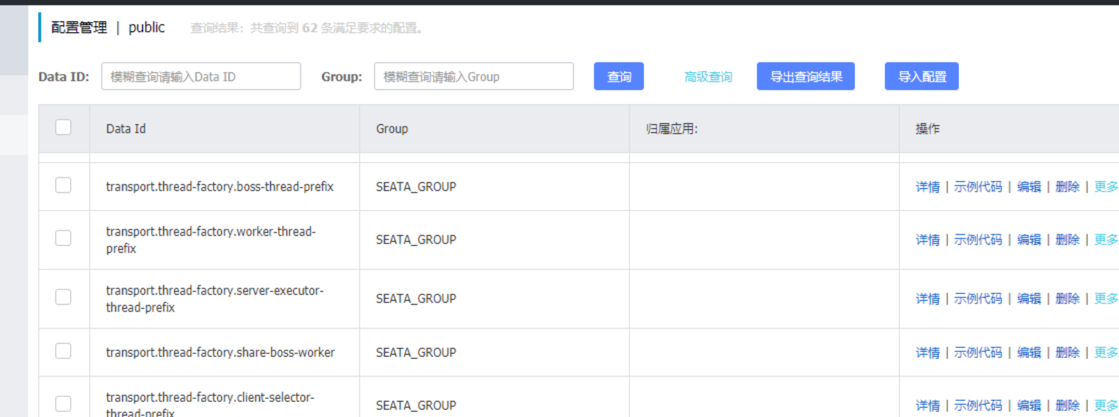 配置管理 | public 查询结果：共查询到 62 条满足要求的配置。
Data ID: 模糊查询请输入Data ID Group: 模糊查询请输入Group 查询 高级查询 导出查询结果 导入配置
Data Id Group 归属应用: 操作
transport.thread-factory.boss-thread-prefix SEATA_GROUP 详情 | 示例代码 | 编辑 | 删除 | 更多
transport.thread-factory.worker-thread-
prefix SEATA_GROUP 详情 | 示例代码 | 编辑 | 删除 | 更多
transport.thread-factory.server-executor-
thread-prefix SEATA_GROUP 详情 | 示例代码 | 编辑 | 删除 | 更多
transport.thread-factory.share-boss-worker SEATA_GROUP 详情 | 示例代码 | 编辑 | 删除 | 更多
transport.thread-factory.client-selector-
thread-prefix SEATA_GROUP 详情 | 示例代码 | 编辑 | 删除 | 更多